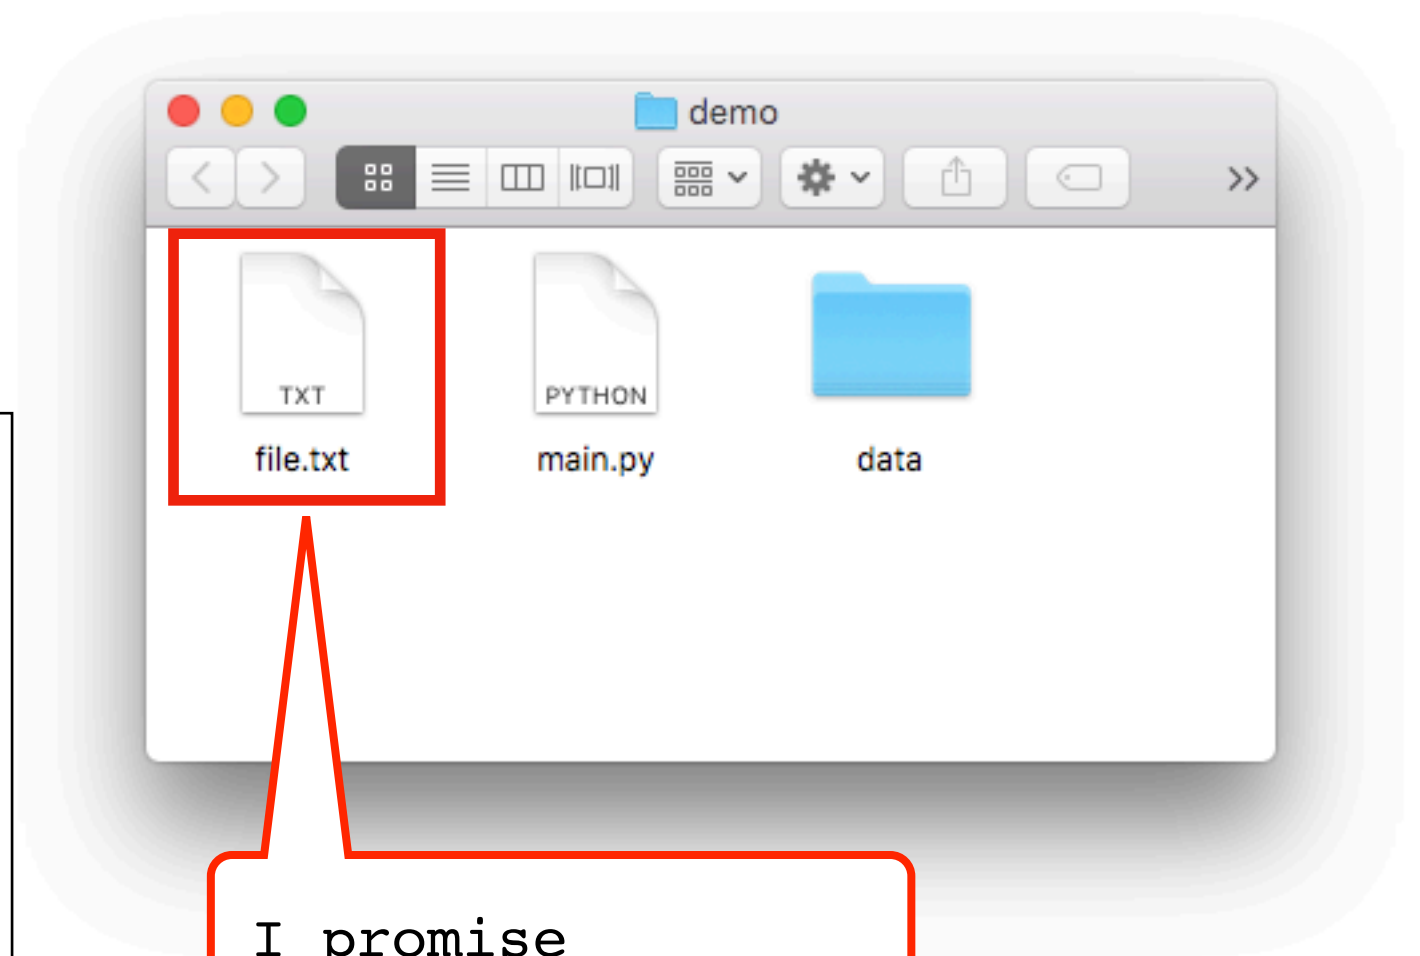 demo
TXT
PYTHON
file.txt
main.py
data
I promise